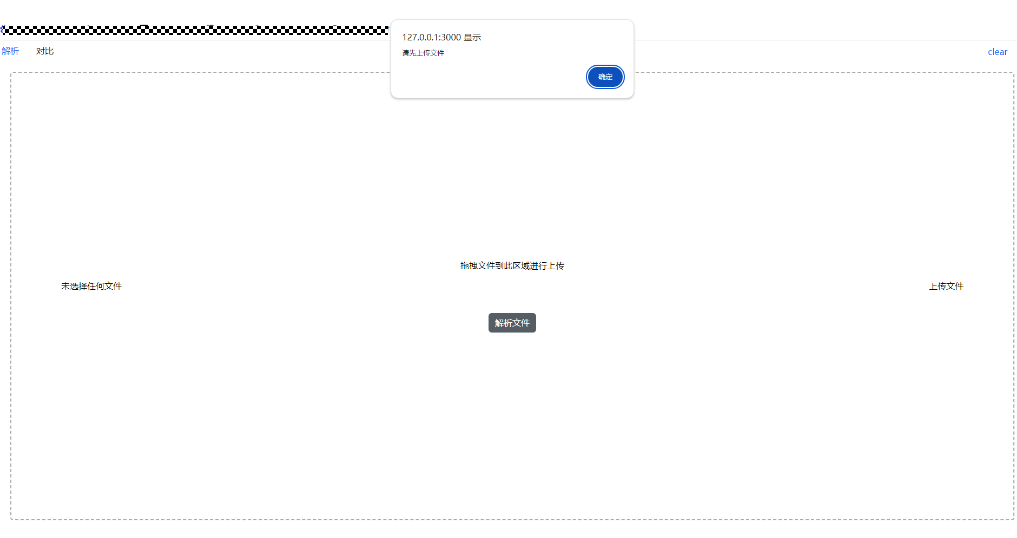 127.0.0.1:3000 显示
请先上传文件
确定
解析 对比 clear
拖拽文件到此区域进行上传
未选择任何文件 上传文件
解析文件